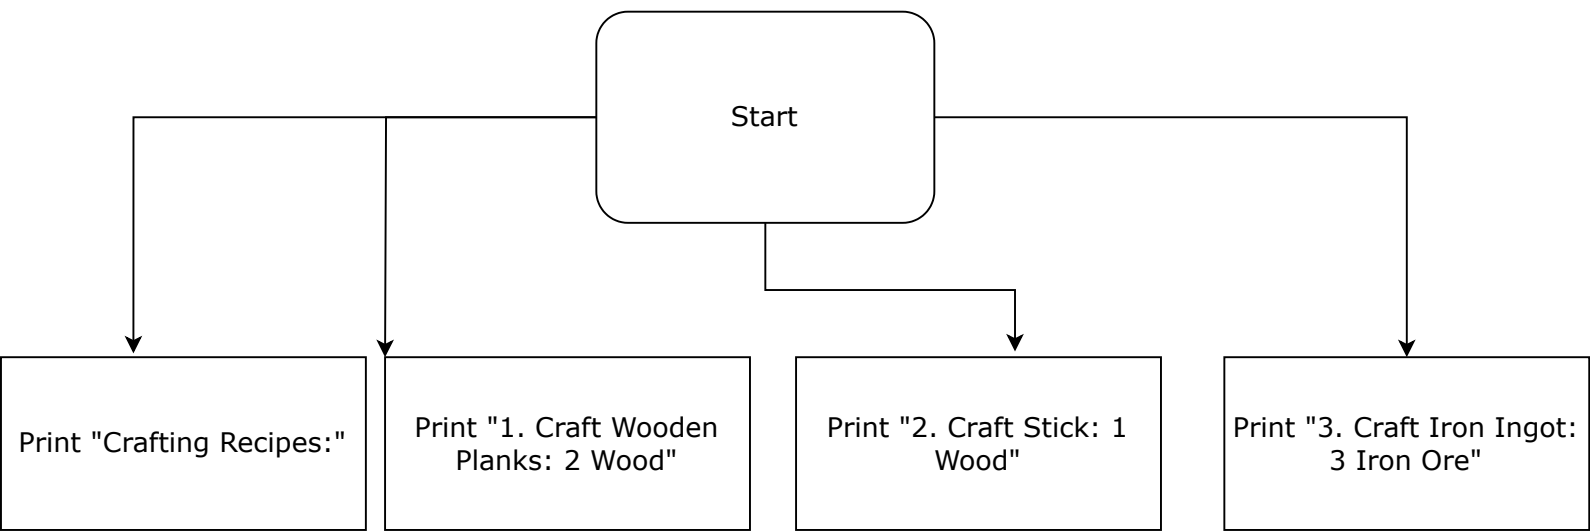 Start
Print "Crafting Recipes:"
Print "1. Craft Wooden
Planks: 2 Wood"
Print "2. Craft Stick: 1
Wood"
Print "3. Craft Iron Ingot:
3 Iron Ore"